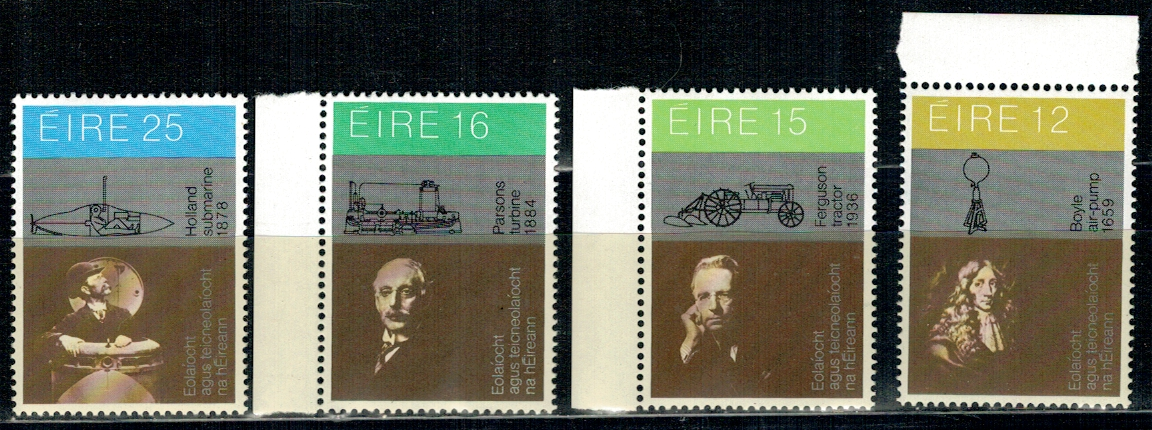 ÉIRE 25
Holland
submarine
1878
Eolaíocht
agus teicneolaíocht
na hÉireann
ÉIRE 16
Parsons
turbine
1884
Eolaíocht
agus teicneolaíocht
na hÉireann
ÉIRE 15
Ferguson
tractor
1936
Eolaíocht
agus teicneolaíocht
na hÉireann
ÉIRE 12
Boyle
air-pump
1659
Eolaíocht
agus teicneolaíocht
na hÉireann